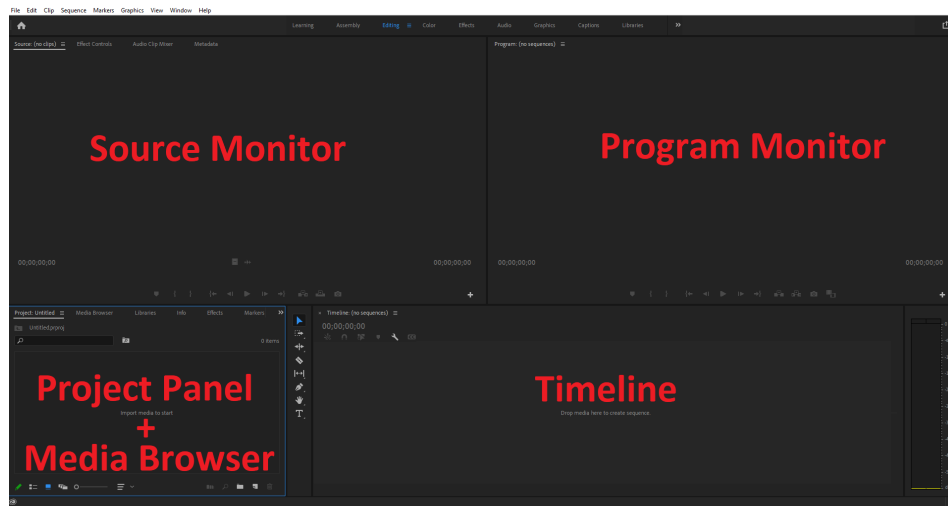 File Edit Clip Sequence Markers Graphics View Window Help
Learning Assembly Editing Color Effects Audio Graphics Captions Libraries
Source: (no clips) Effect Controls Audio Clip Mixer Metadata
Program: (no sequences)
Source Monitor
Program Monitor
00;00;00;00 00;00;00;00
00;00;00;00 00;00;00;00
Project: Untitled Media Browser Libraries Info Effects Markers
Untitled.prproj
0 items
Project Panel
Import media to start
+
Media Browser
Timeline: (no sequences)
00;00;00;00
T
Timeline
Drop media here to create sequence.